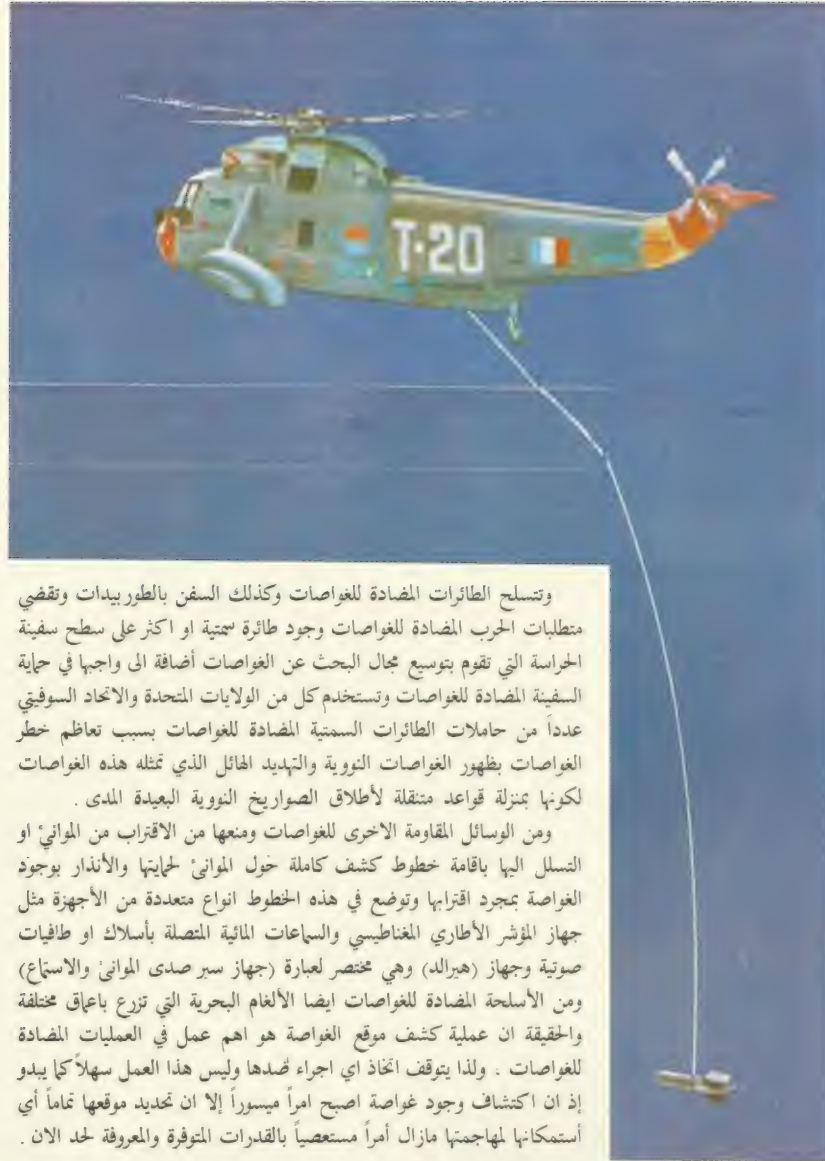 T-20
وتتسلح الطائرات المضادة للغواصات وكذلك السفن بالطوربيدات وتقضي
متطلبات الحرب المضادة للغواصات وجود طائرة سمتية او اكثر على سطح سفينة
الحراسة التي تقوم بتوسيع مجال البحث عن الغواصات أضافة الى واجبها في حماية
السفينة المضادة للغواصات وتستخدم كل من الولايات المتحدة والاتحاد السوفيتي
عدداً من حاملات الطائرات السمتية المضادة للغواصات بسبب تعاظم خطر
الغواصات بظهور الغواصات النووية والتهديد الهائل الذي تمثله هذه الغواصات
لكونها بمنزلة قواعد متنقلة لأطلاق الصواريخ النووية البعيدة المدى .
ومن الوسائل المقاومة الاخرى للغواصات ومنعها من الاقتراب من الموانئ او
التسلل اليها باقامة خطوط كشف كاملة حول الموانئ لحمايتها والأنذار بوجود
الغواصة بمجرد اقترابها وتوضع في هذه الخطوط انواع متعددة من الأجهزة مثل
جهاز المؤشر الأطاري المغناطيسي والسماعات المائية المتصلة بأسلاك او طافيات
صوتية وجهاز (هيرالد) وهي مختصر لعبارة (جهاز سبر صدى الموانئ والاستماع)
ومن الأسلحة المضادة للغواصات ايضا الألغام البحرية التي تزرع باعماق مختلفة
والحقيقة ان عملية كشف موقع الغواصة هو اهم عمل في العمليات المضادة
للغواصات . ولذا يتوقف اتخاذ اي اجراء ضدها وليس هذا العمل سهلاً كما يبدو
إذ ان اكتشاف وجود غواصة اصبح امراً ميسوراً إلا ان تحديد موقعها تماماً أي
أستمكانها لمهاجمتها مازال أمراً مستعصياً بالقدرات المتوفرة والمعروفة لحد الان .